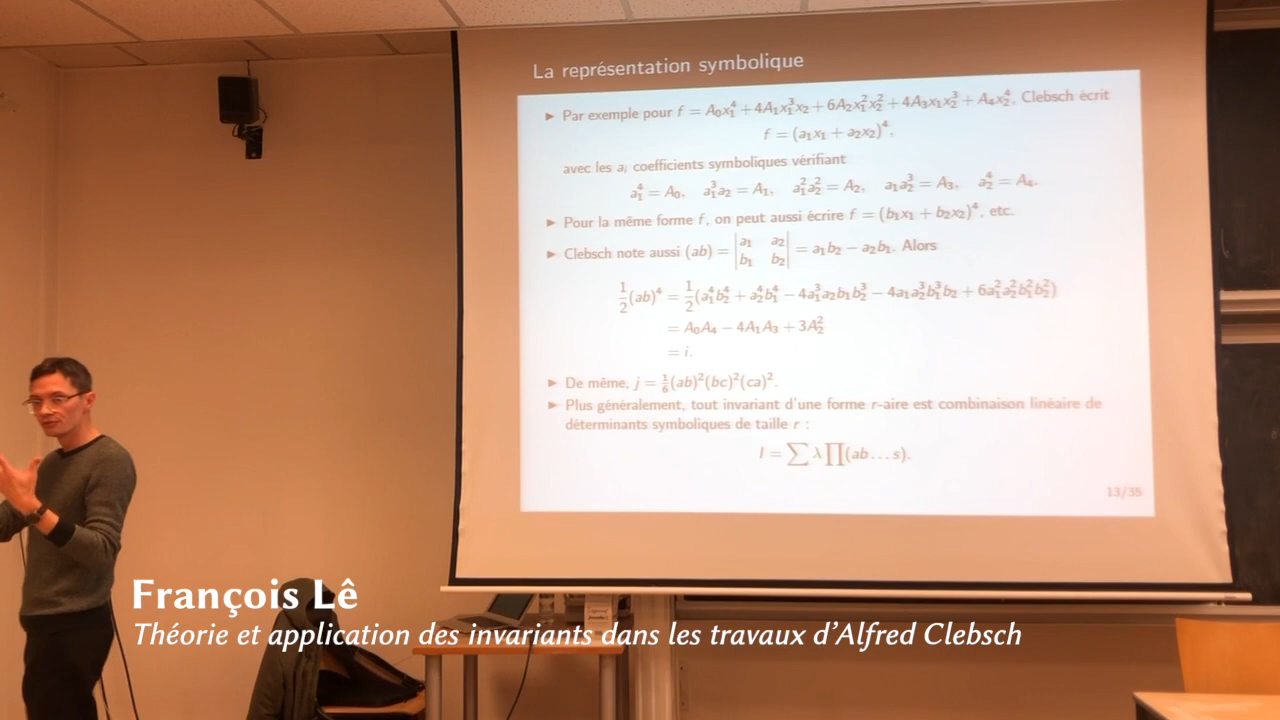 La représentation symbolique
► Par exemple pour f = A₀x₁⁴ + 4A₁x₁³x₂ + 6A₂x₁²x₂² + 4A₃x₁x₂³ + A₄x₂⁴, Clebsch écrit
f = (a₁x₁ + a₂x₂)⁴,
avec les aᵢ coefficients symboliques vérifiant
a₁⁴ = A₀, a₁³a₂ = A₁, a₁²a₂² = A₂, a₁a₂³ = A₃, a₂⁴ = A₄.
► Pour la même forme f, on peut aussi écrire f = (b₁x₁ + b₂x₂)⁴, etc.
► Clebsch note aussi (ab) = |a₁ a₂ b₁ b₂| = a₁b₂ − a₂b₁. Alors
½(ab)⁴ = ½(a₁⁴b₂⁴ + a₂⁴b₁⁴ − 4a₁³a₂b₁b₂³ − 4a₁a₂³b₁³b₂ + 6a₁²a₂²b₁²b₂²)
= A₀A₄ − 4A₁A₃ + 3A₂²
= i.
► De même, j = ⅙(ab)²(bc)²(ca)².
► Plus généralement, tout invariant d'une forme r-aire est combinaison linéaire de
déterminants symboliques de taille r :
I = ∑ λ ∏(ab…s).
13/35
François Lê
Théorie et application des invariants dans les travaux d'Alfred Clebsch